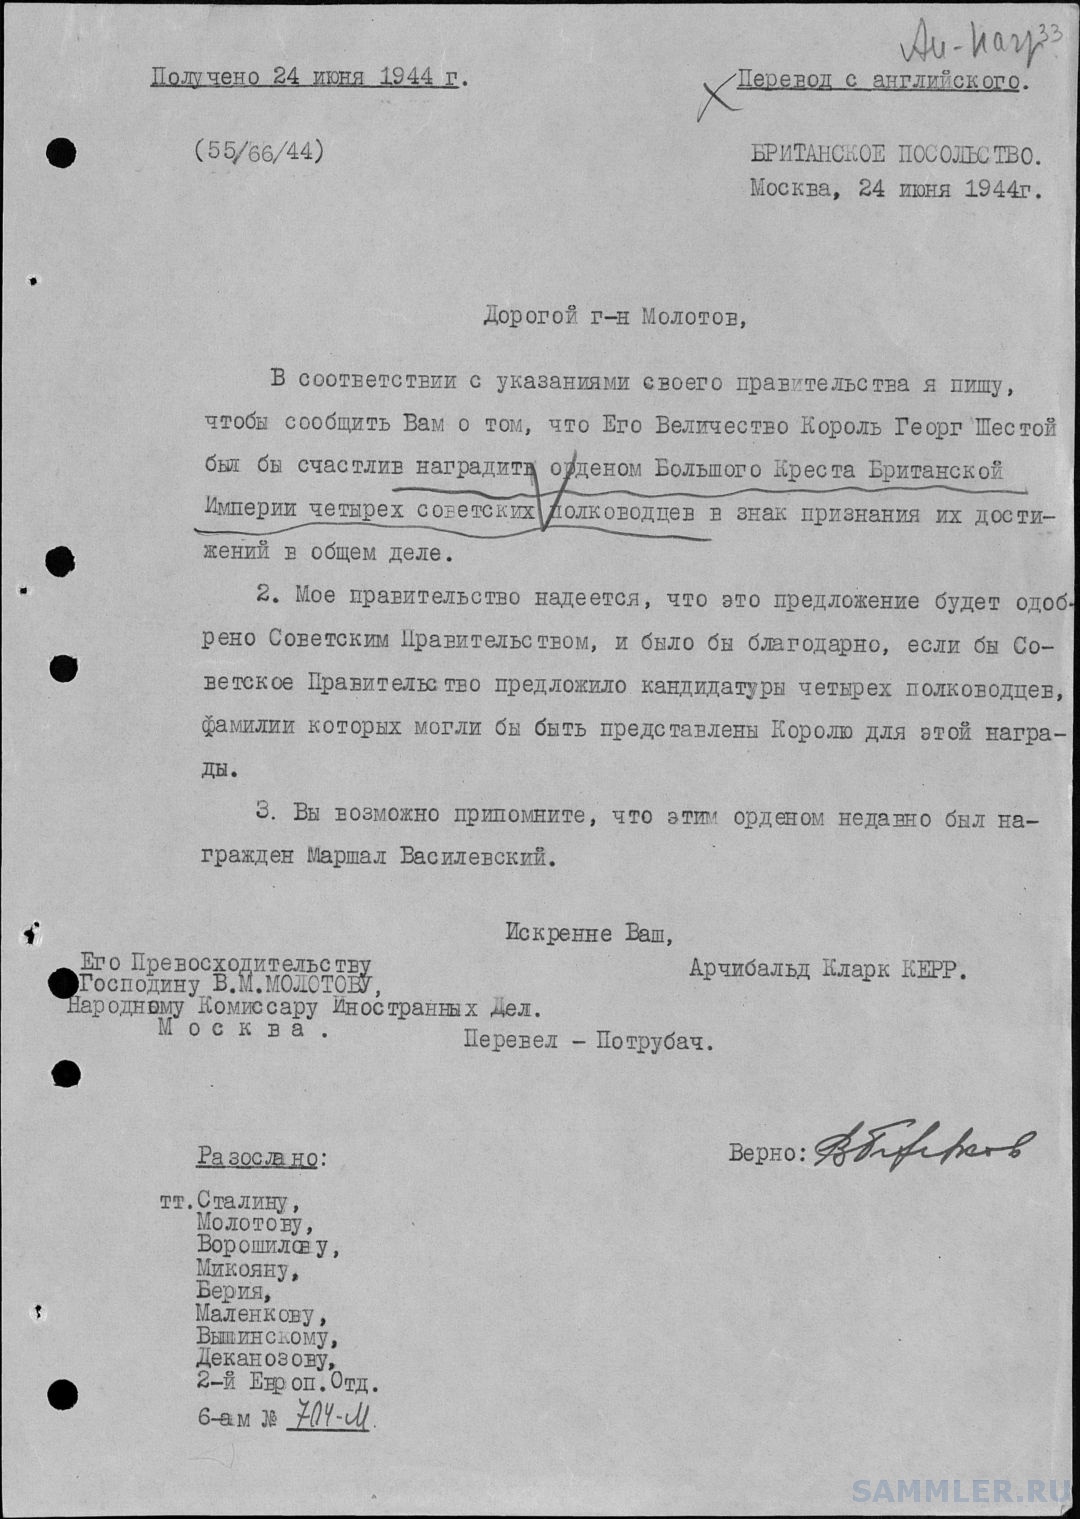 33
Получено 24 июня 1944 г.
Перевод с английского.
(55/66/44)
БРИТАНСКОЕ ПОСОЛЬСТВО.
Москва, 24 июня 1944г.
Дорогой г-н Молотов,
В соответствии с указаниями своего правительства я пишу,
чтобы сообщить Вам о том, что Его Величество Король Георг Шестой
был бы счастлив наградить орденом Большого Креста Британской
Империи четырех советских полководцев в знак признания их дости-
жений в общем деле.
2. Мое правительство надеется, что это предложение будет одоб-
рено Советским Правительством, и было бы благодарно, если бы Со-
ветское Правительство предложило кандидатуры четырех полководцев,
фамилии которых могли бы быть представлены Королю для этой награ-
ды.
3. Вы возможно припомните, что этим орденом недавно был на-
гражден Маршал Василевский.
Искренне Ваш,
Арчибальд Кларк КЕРР.
Его Превосходительству
Господину В.М.МОЛОТОВУ,
Народному Комиссару Иностранных Дел.
Москва.
Перевел - Потрубач.
Верно:
Разослано:
тт.Сталину,
Молотову,
Ворошилову,
Микояну,
Берия,
Маленкову,
Вышинскому,
Деканозову,
2-й Европ.Отд.
6-ам № 704-М
SAMMLER.RU